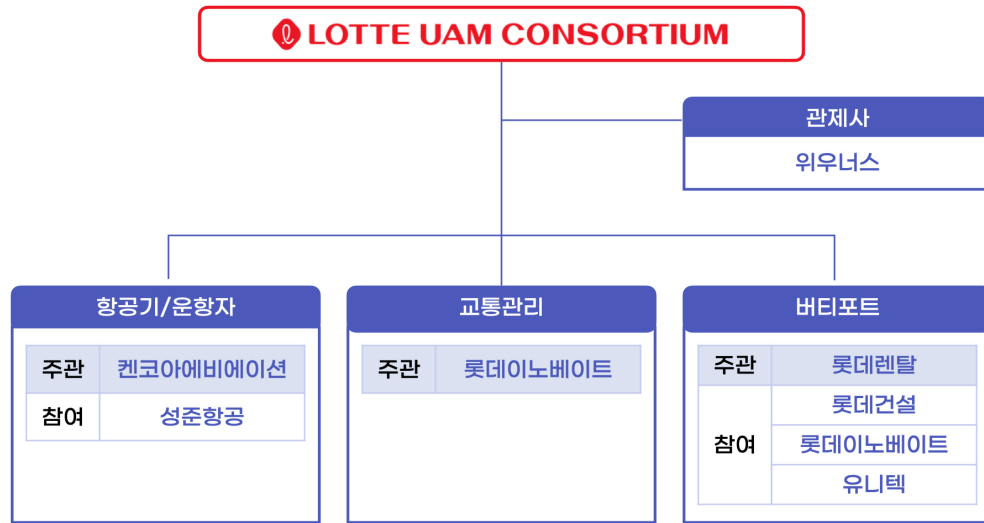 LOTTE UAM CONSORTIUM
관제사
위우너스
항공기/운항자
주관 켄코아에비에이션
참여 성준항공
교통관리
주관 롯데이노베이트
버티포트
주관 롯데렌탈
참여 롯데건설
롯데이노베이트
유니텍